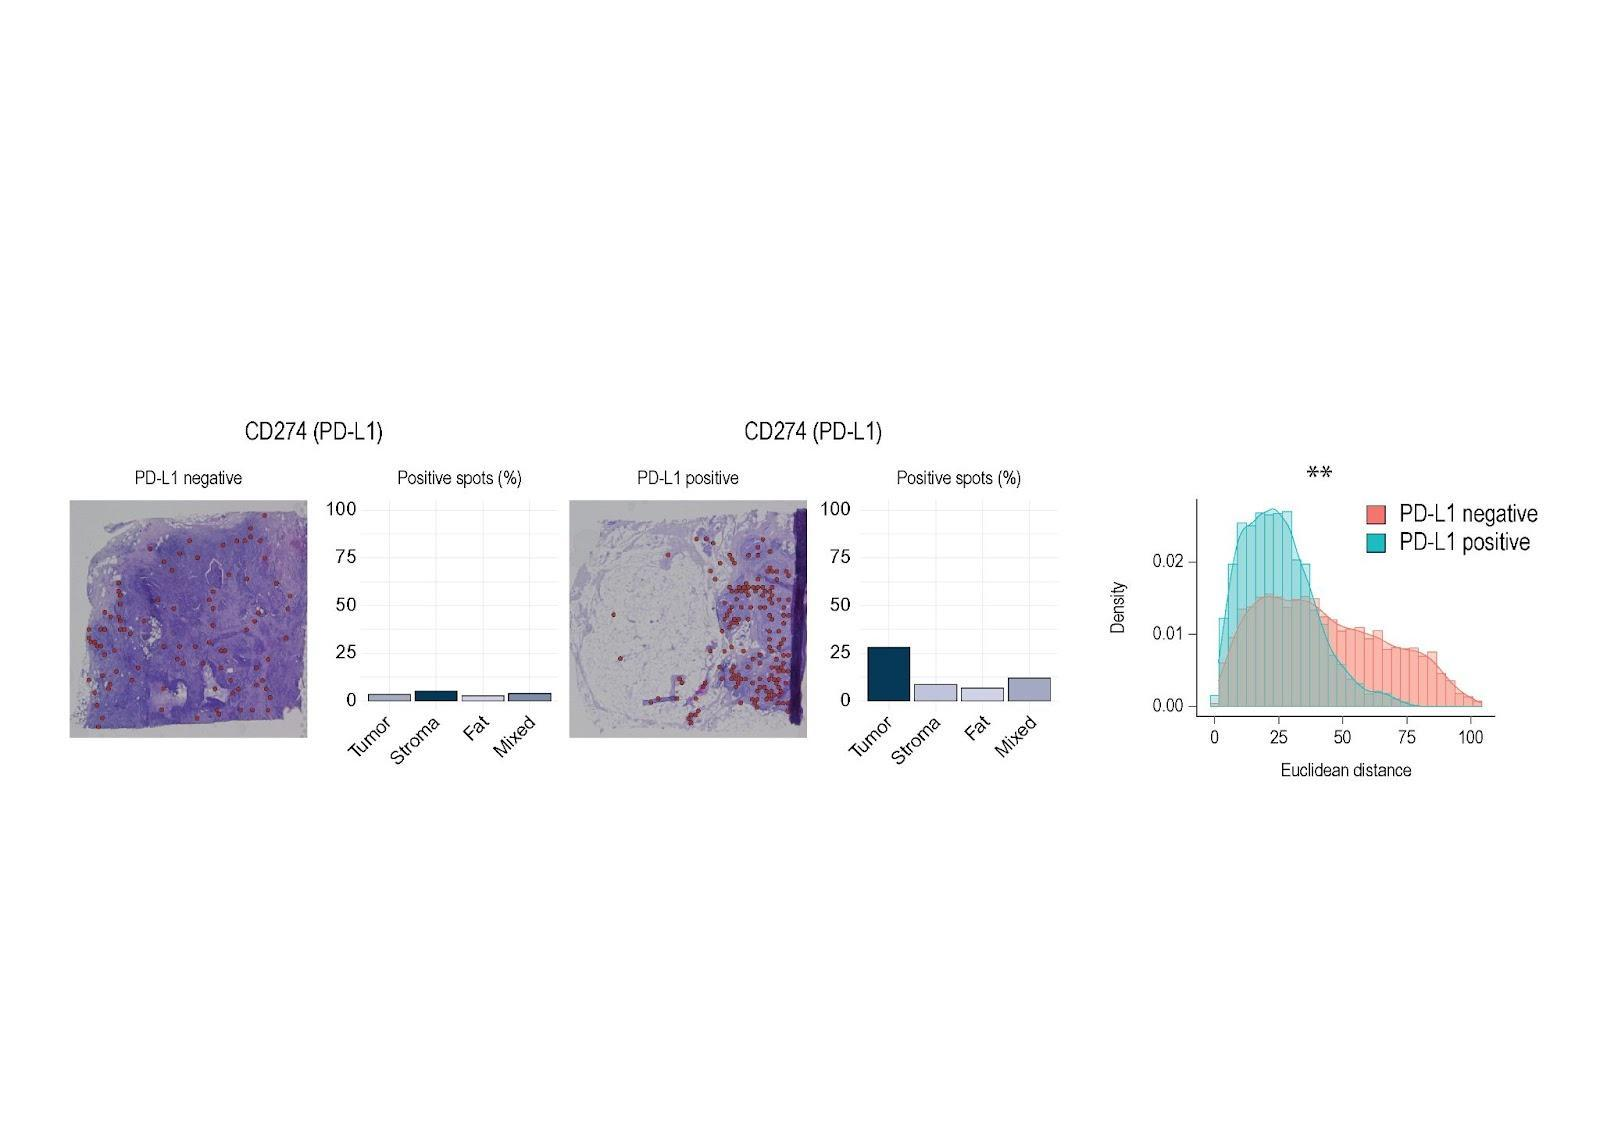 CD274 (PD-L1)
PD-L1 negative
Positive spots (%)
100
75
50
25
0
Tumor
Stroma
Fat
Mixed
CD274 (PD-L1)
PD-L1 positive
Positive spots (%)
100
75
50
25
0
Tumor
Stroma
Fat
Mixed
**
PD-L1 negative
PD-L1 positive
Density
0.02
0.01
0.00
0 25 50 75 100
Euclidean distance